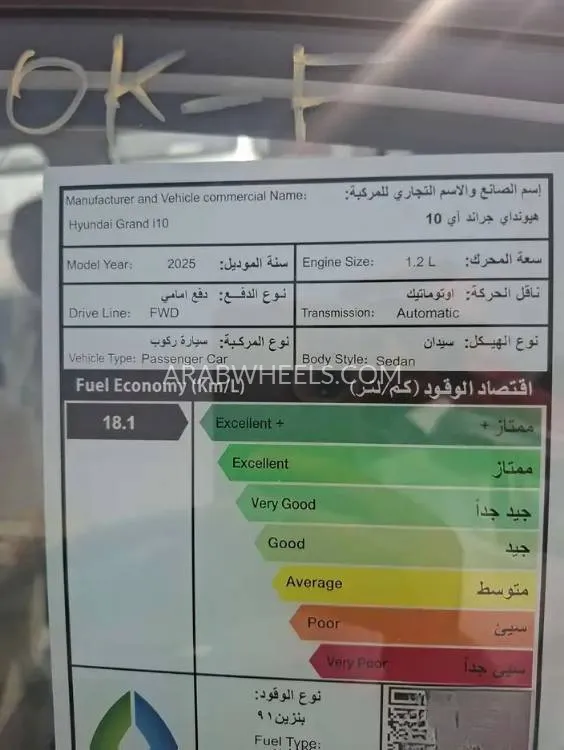 OK-F
Manufacturer and Vehicle commercial Name: إسم الصانع والاسم التجاري للمركبة:
Hyundai Grand I10 هيونداي جراند أي 10
Model Year: 2025 سنة الموديل:
Engine Size: 1.2 L سعة المحرك:
نوع الدفع: دفع امامي
Drive Line: FWD
ناقل الحركة: اوتوماتيك
Transmission: Automatic
نوع المركبة: سيارة ركوب
Vehicle Type: Passenger Car
نوع الهيكل: سيدان
Body Style: Sedan
ARABWHEELS.COM
Fuel Economy (Km/L) اقتصاد الوقود (كم/لتر)
18.1
Excellent + ممتاز +
Excellent ممتاز
Very Good جيد جداً
Good جيد
Average متوسط
Poor سيئ
Very Poor سيئ جداً
نوع الوقود:
بنزين ٩١
Fuel Type: